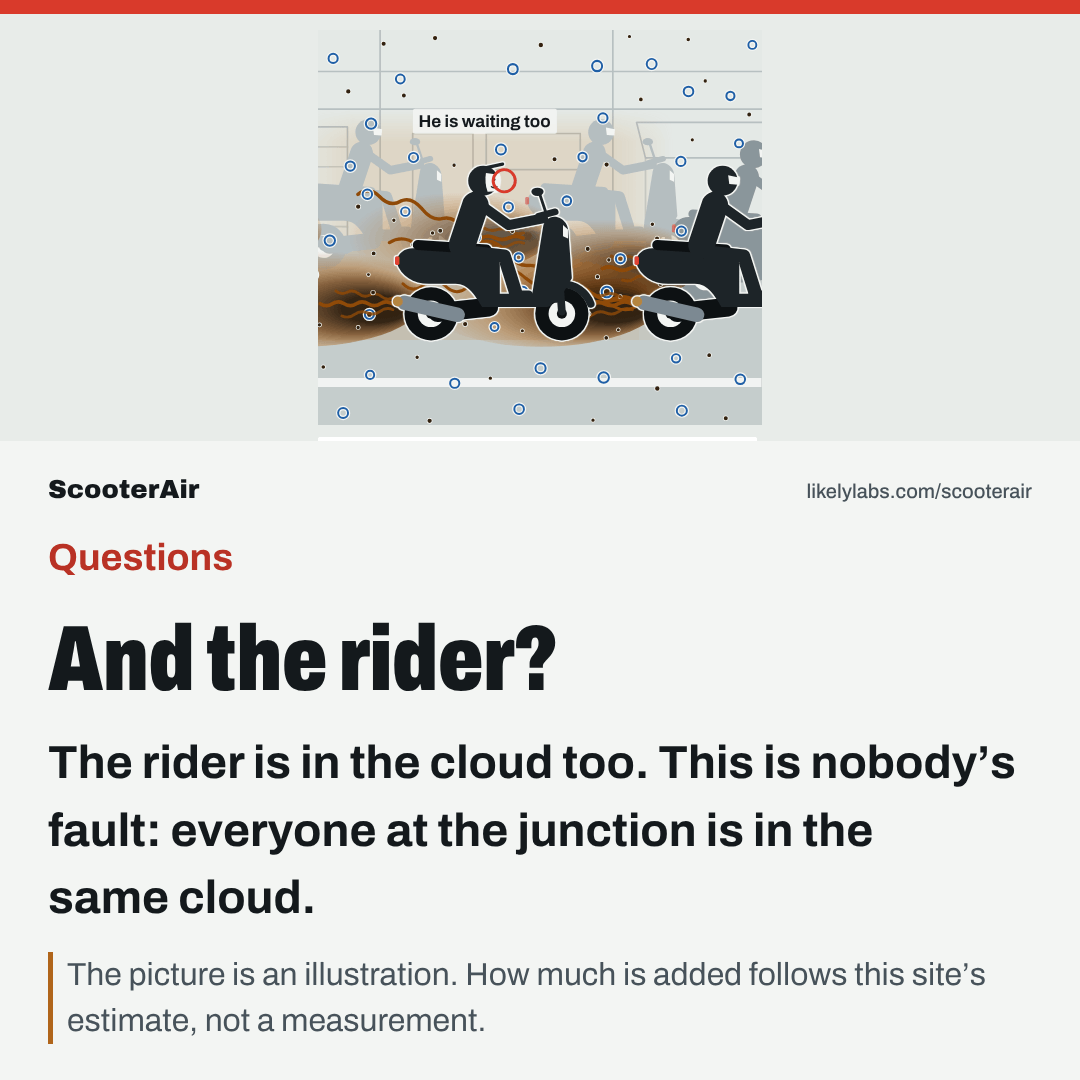 He is waiting too
ScooterAir
likelylabs.com/scooterair
Questions
And the rider?
The rider is in the cloud too. This is nobody’s
fault: everyone at the junction is in the
same cloud.
The picture is an illustration. How much is added follows this site’s
estimate, not a measurement.